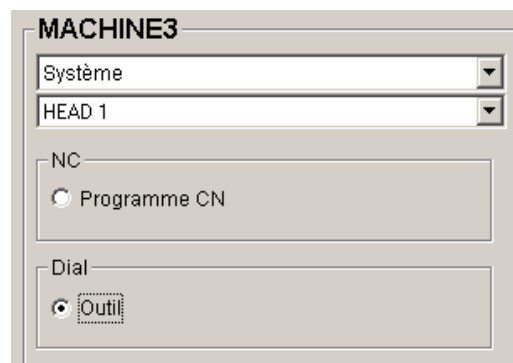 MACHINE3
Système
HEAD 1
NC
Programme CN
Dial
Outil